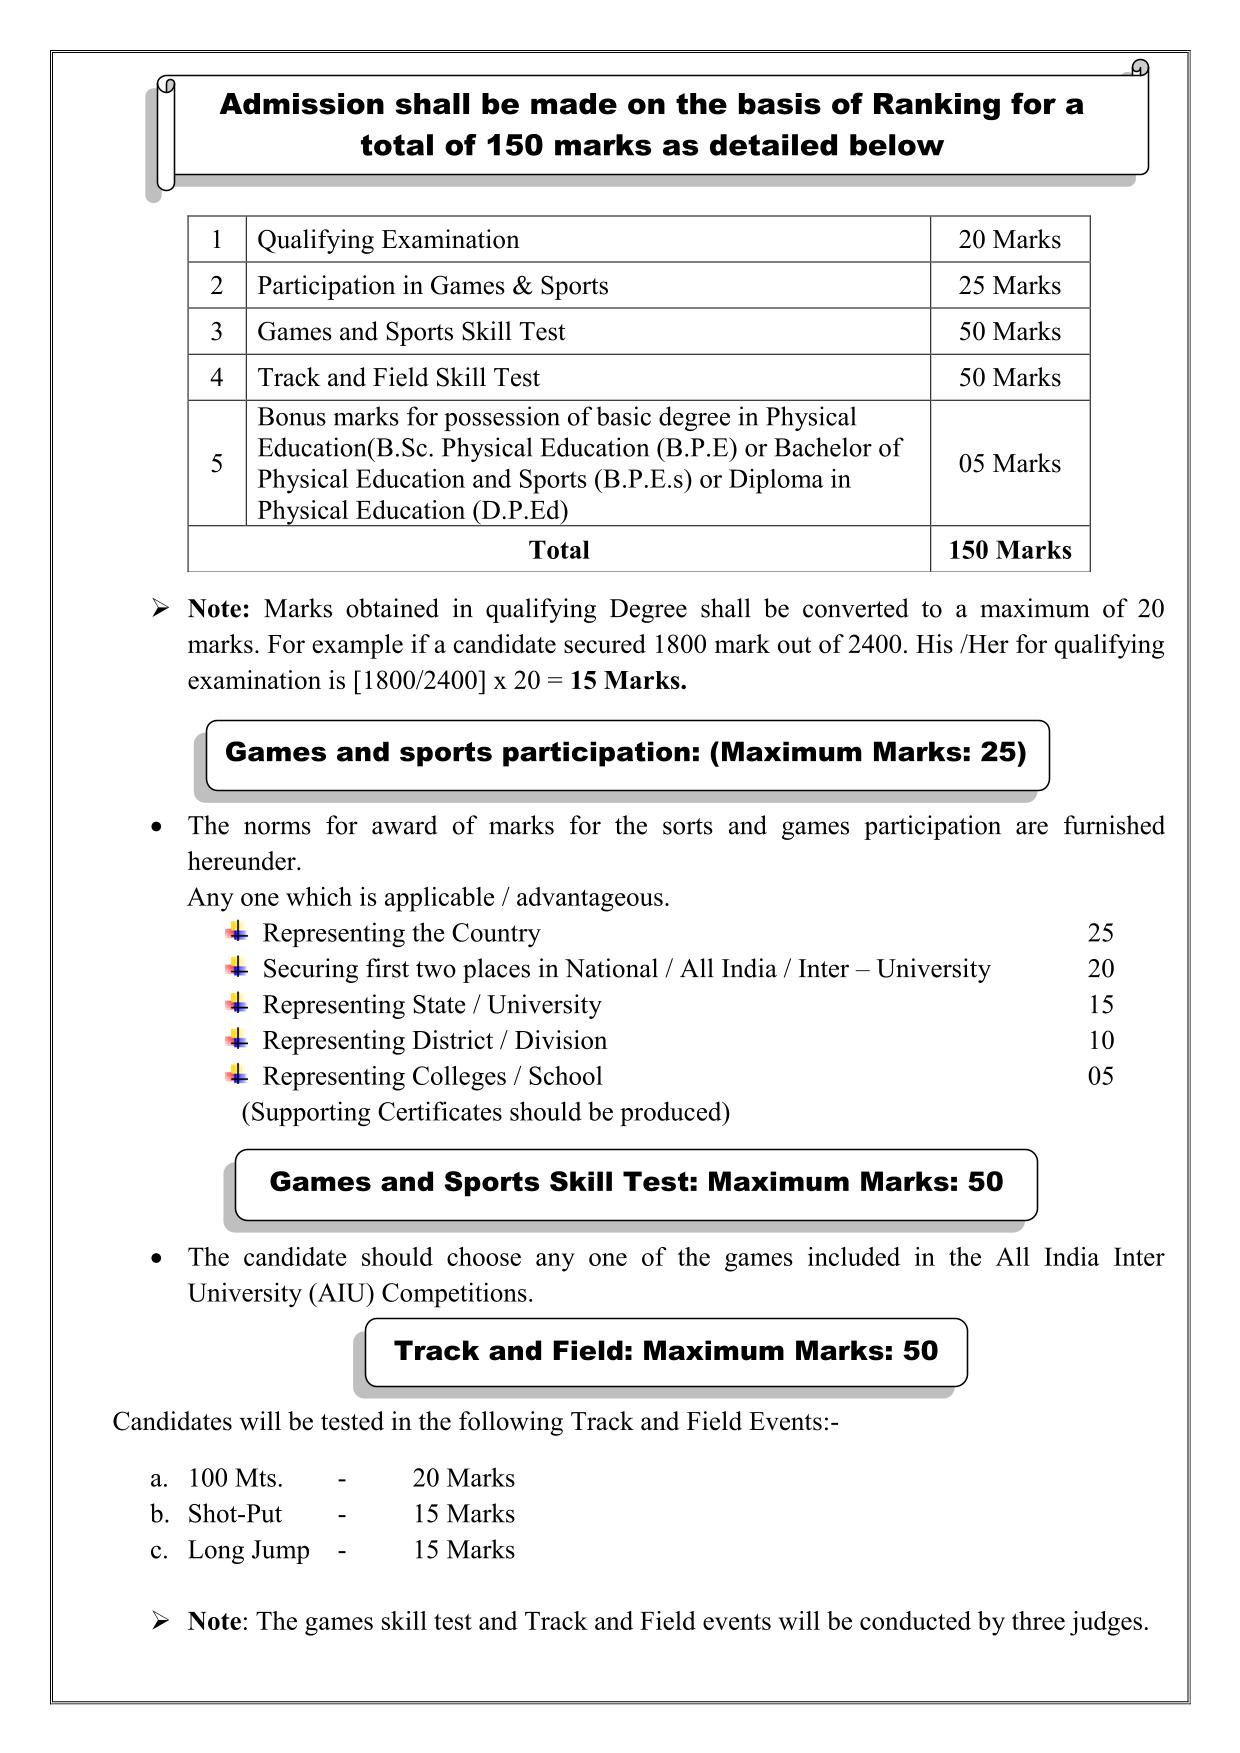 Admission shall be made on the basis of Ranking for a
total of 150 marks as detailed below
1 Qualifying Examination 20 Marks
2 Participation in Games & Sports 25 Marks
3 Games and Sports Skill Test 50 Marks
4 Track and Field Skill Test 50 Marks
5 Bonus marks for possession of basic degree in Physical
Education(B.Sc. Physical Education (B.P.E) or Bachelor of
Physical Education and Sports (B.P.E.s) or Diploma in
Physical Education (D.P.Ed) 05 Marks
Total 150 Marks
➢ Note: Marks obtained in qualifying Degree shall be converted to a maximum of 20
marks. For example if a candidate secured 1800 mark out of 2400. His /Her for qualifying
examination is [1800/2400] x 20 = 15 Marks.
Games and sports participation: (Maximum Marks: 25)
• The norms for award of marks for the sorts and games participation are furnished
hereunder.
Any one which is applicable / advantageous.
Representing the Country 25
Securing first two places in National / All India / Inter – University 20
Representing State / University 15
Representing District / Division 10
Representing Colleges / School 05
(Supporting Certificates should be produced)
Games and Sports Skill Test: Maximum Marks: 50
• The candidate should choose any one of the games included in the All India Inter
University (AIU) Competitions.
Track and Field: Maximum Marks: 50
Candidates will be tested in the following Track and Field Events:-
a. 100 Mts. - 20 Marks
b. Shot-Put - 15 Marks
c. Long Jump - 15 Marks
➢ Note: The games skill test and Track and Field events will be conducted by three judges.